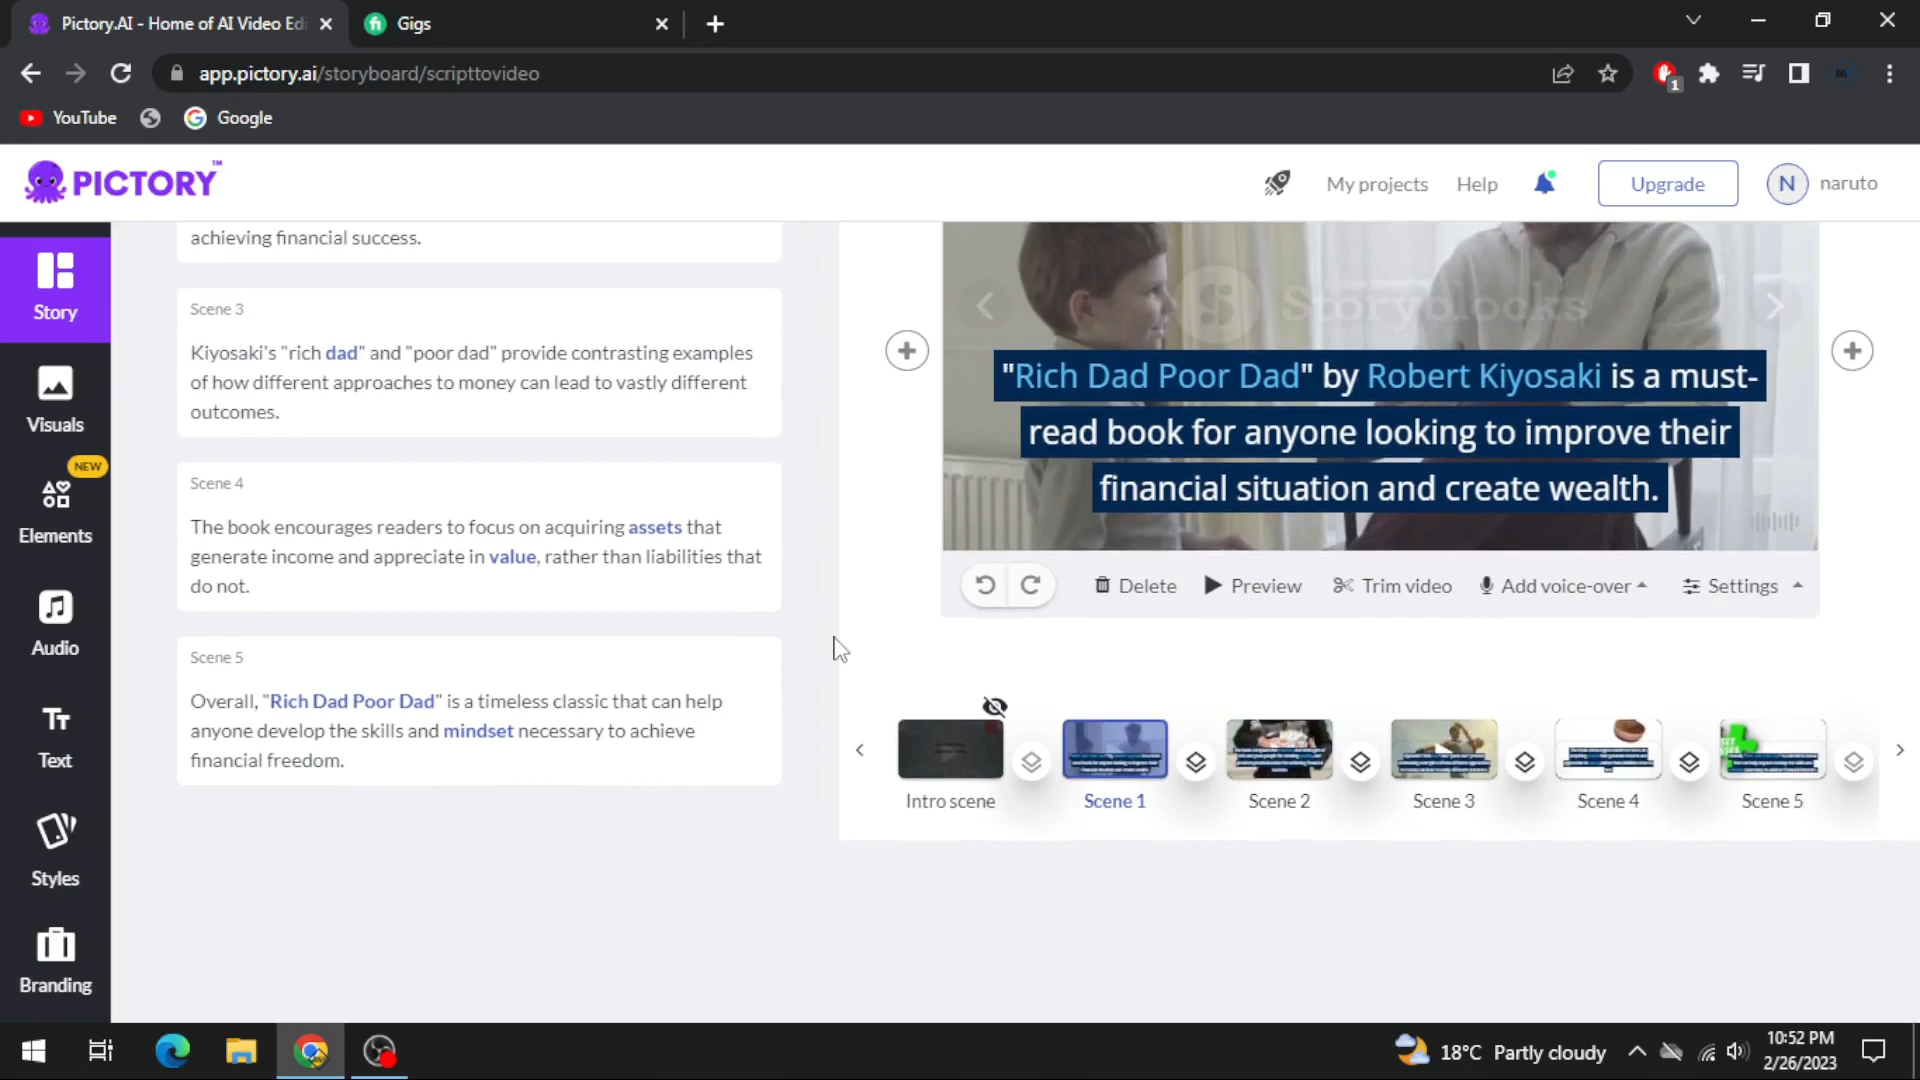 Pictory.AI - Home of AI Video Edi
Gigs
app.pictory.ai/storyboard/scripttovideo
1
YouTube
Google
PICTORY™
My projects
Help
Upgrade
N
naruto
Story
Visuals
NEW
Elements
Audio
Text
Styles
Branding
achieving financial success.
Scene 3
Kiyosaki's "rich dad" and "poor dad" provide contrasting examples
of how different approaches to money can lead to vastly different
outcomes.
Scene 4
The book encourages readers to focus on acquiring assets that
generate income and appreciate in value, rather than liabilities that
do not.
Scene 5
Overall, "Rich Dad Poor Dad" is a timeless classic that can help
anyone develop the skills and mindset necessary to achieve
financial freedom.
Storyblocks
"Rich Dad Poor Dad" by Robert Kiyosaki is a must-
read book for anyone looking to improve their
financial situation and create wealth.
Delete
Preview
Trim video
Add voice-over
Settings
Intro scene
Scene 1
Scene 2
Scene 3
Scene 4
Scene 5
18°C Partly cloudy
10:52 PM
2/26/2023